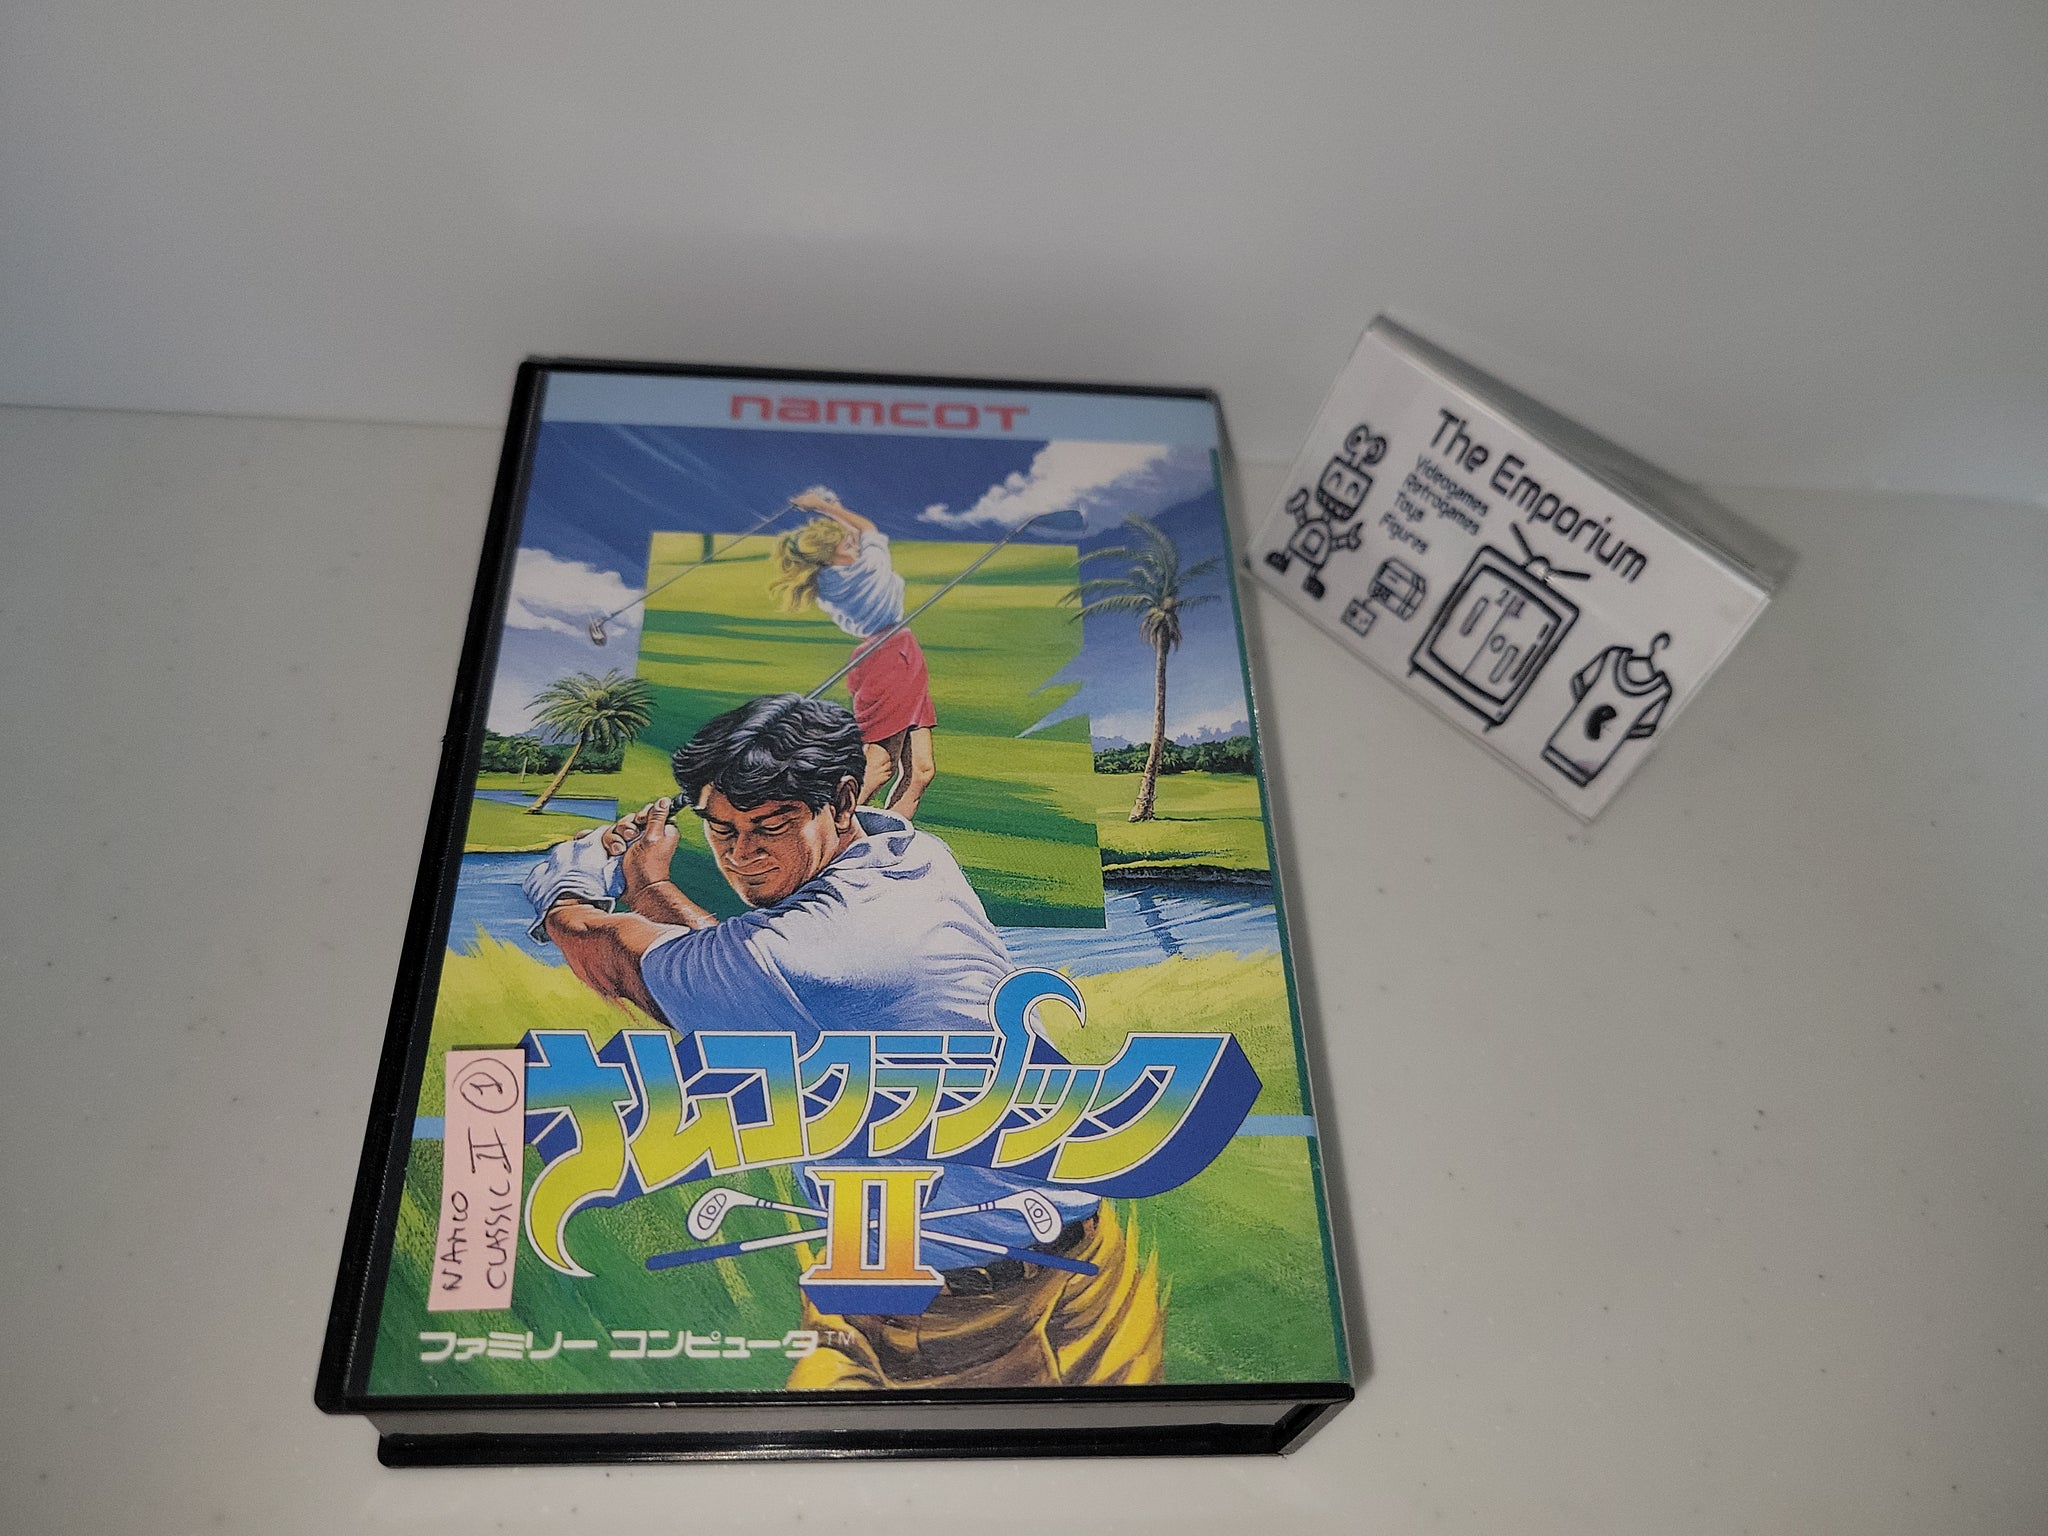 namcoT
The Emporium
Videogames
Retrogames
Toys
Figures
ナムコクラシック
II
NAMCO
CLASSIC II ①
ファミリー コンピュータ™